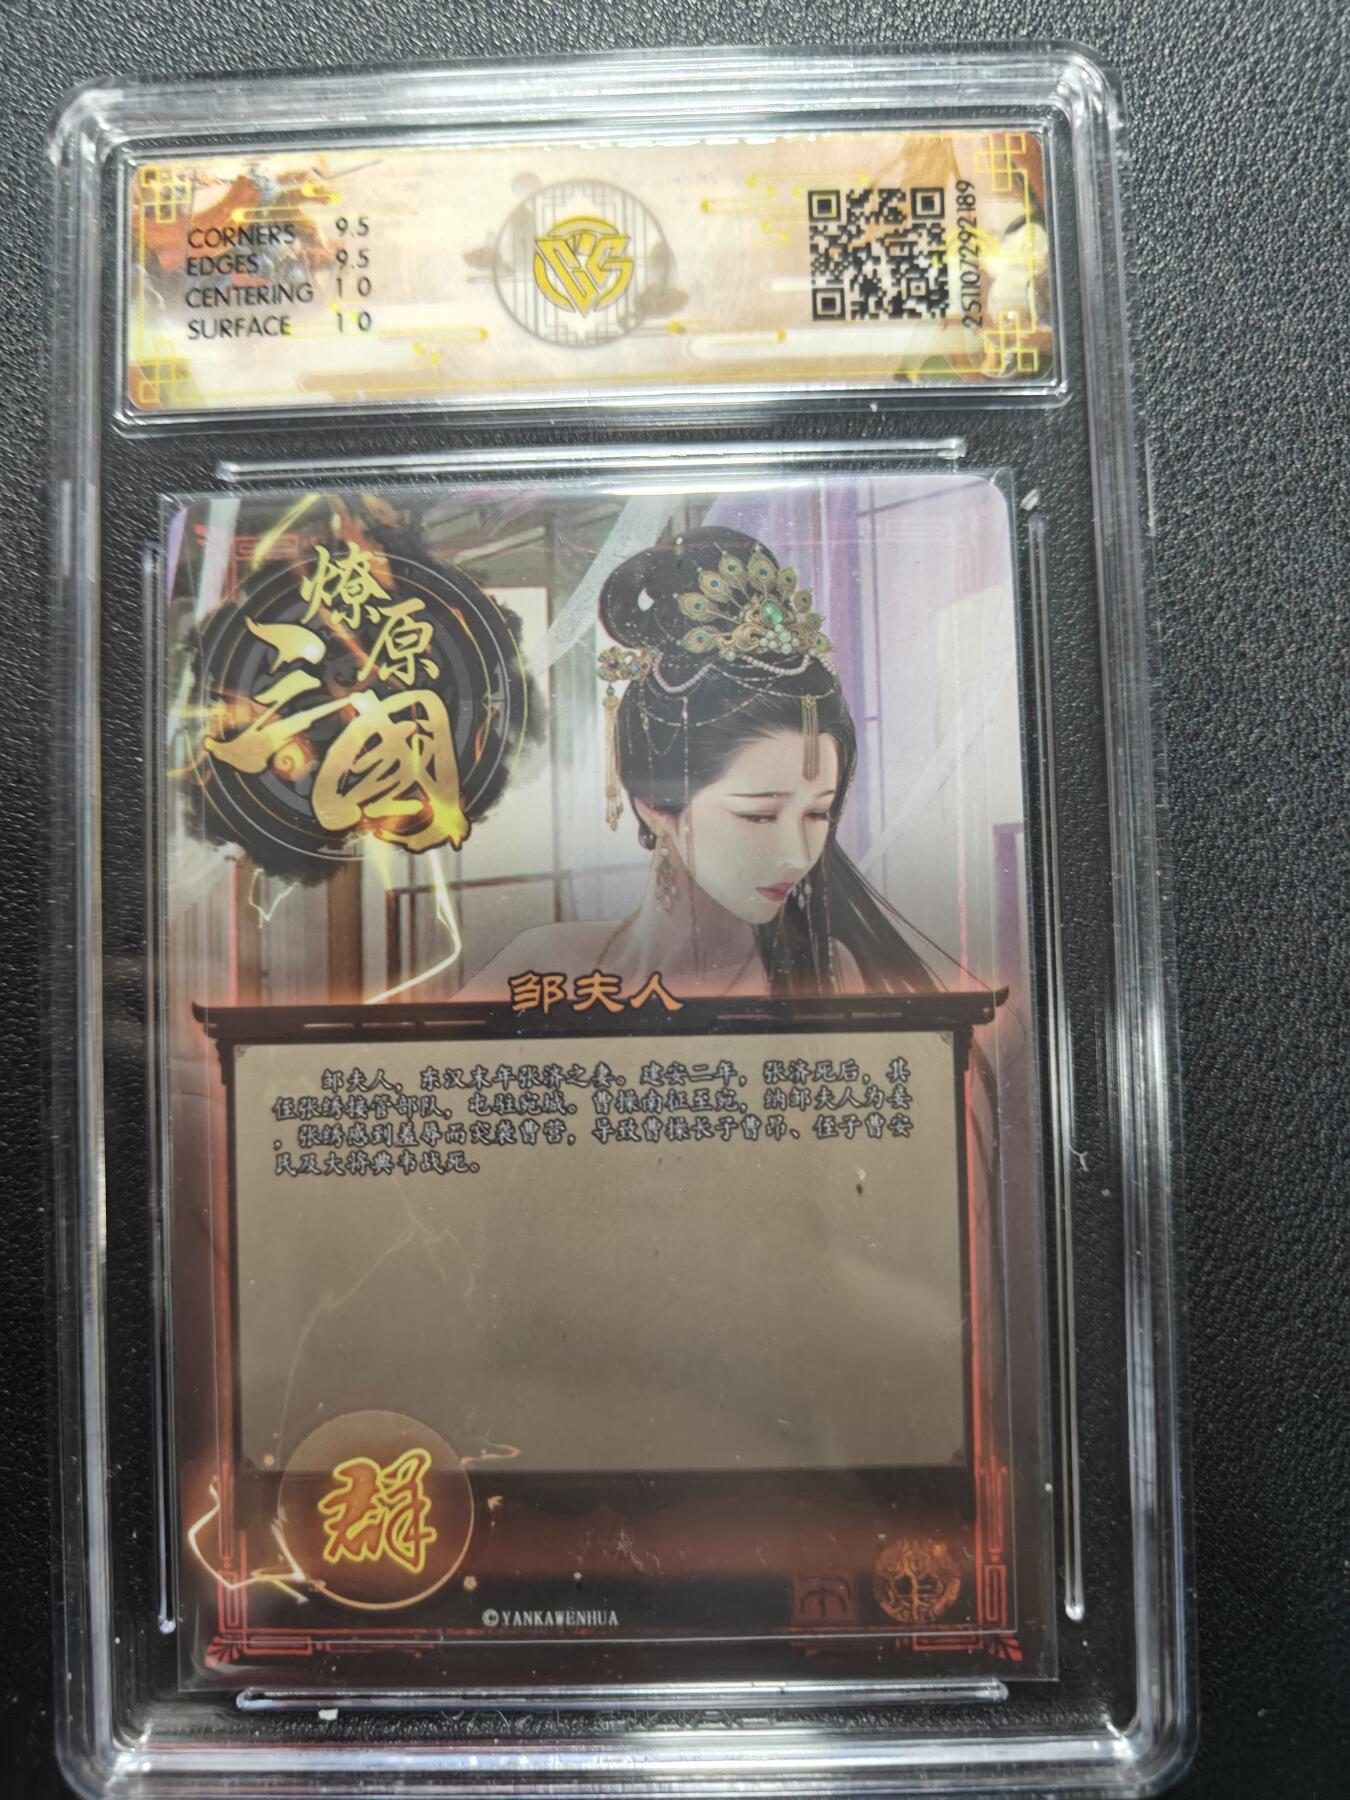 CORNERS 9.5
EDGES 9.5
CENTERING 10
SURFACE 10
CCS
251107292189
燎原
三國
邹夫人
邹夫人，东汉末年张济之妻。建安二年，张济死后，其
侄张绣接管部队，屯驻宛城。曹操南征至宛，纳邹夫人为妾
，张绣感到羞辱而突袭曹营，导致曹操长子曹昂、侄子曹安
民及大将典韦战死。
群
©YANKAWENHUA